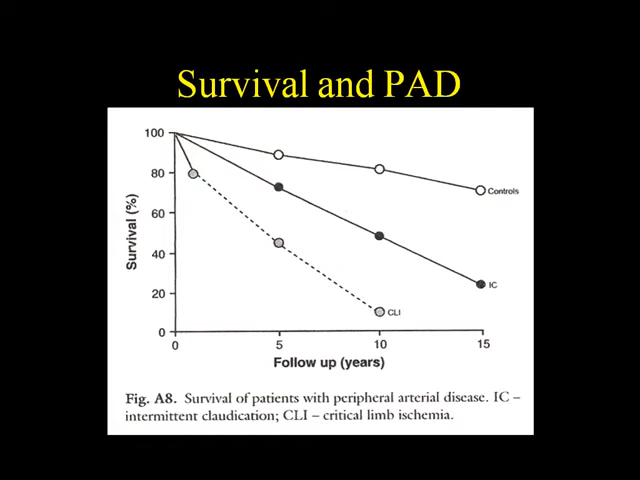 Survival and PAD
100
80
60
40
20
0
Survival (%)
Controls
IC
CLI
0 5 10 15
Follow up (years)
Fig. A8. Survival of patients with peripheral arterial disease. IC –
intermittent claudication; CLI – critical limb ischemia.